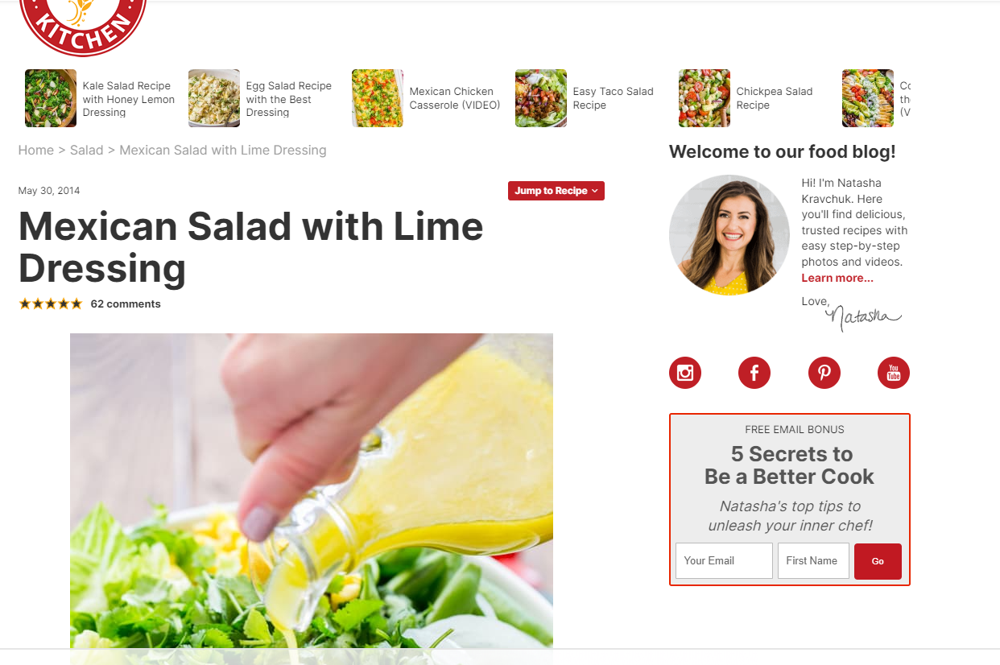 KITCHEN
Kale Salad Recipe
with Honey Lemon
Dressing
Egg Salad Recipe
with the Best
Dressing
Mexican Chicken
Casserole (VIDEO)
Easy Taco Salad
Recipe
Chickpea Salad
Recipe
Home > Salad > Mexican Salad with Lime Dressing
May 30, 2014
Jump to Recipe
Mexican Salad with Lime
Dressing
62 comments
Welcome to our food blog!
Hi! I'm Natasha
Kravchuk. Here
you'll find delicious,
trusted recipes with
easy step-by-step
photos and videos.
Learn more...
Love,
Natasha
You
Tube
FREE EMAIL BONUS
5 Secrets to
Be a Better Cook
Natasha's top tips to
unleash your inner chef!
Your Email
First Name
Go